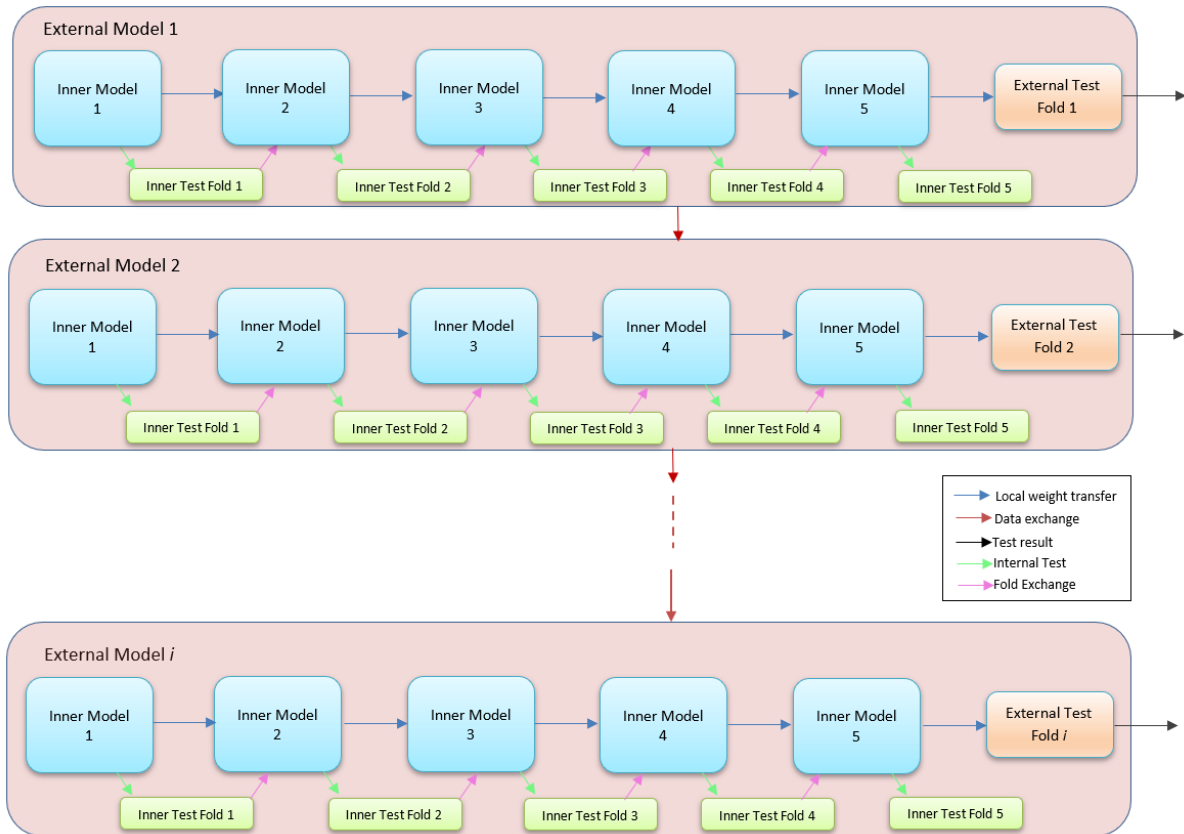 External Model 1
Inner Model
1
Inner Model
2
Inner Model
3
Inner Model
4
Inner Model
5
External Test
Fold 1
Inner Test Fold 1
Inner Test Fold 2
Inner Test Fold 3
Inner Test Fold 4
Inner Test Fold 5
External Model 2
Inner Model
1
Inner Model
2
Inner Model
3
Inner Model
4
Inner Model
5
External Test
Fold 2
Inner Test Fold 1
Inner Test Fold 2
Inner Test Fold 3
Inner Test Fold 4
Inner Test Fold 5
Local weight transfer
Data exchange
Test result
Internal Test
Fold Exchange
External Model i
Inner Model
1
Inner Model
2
Inner Model
3
Inner Model
4
Inner Model
5
External Test
Fold i
Inner Test Fold 1
Inner Test Fold 2
Inner Test Fold 3
Inner Test Fold 4
Inner Test Fold 5